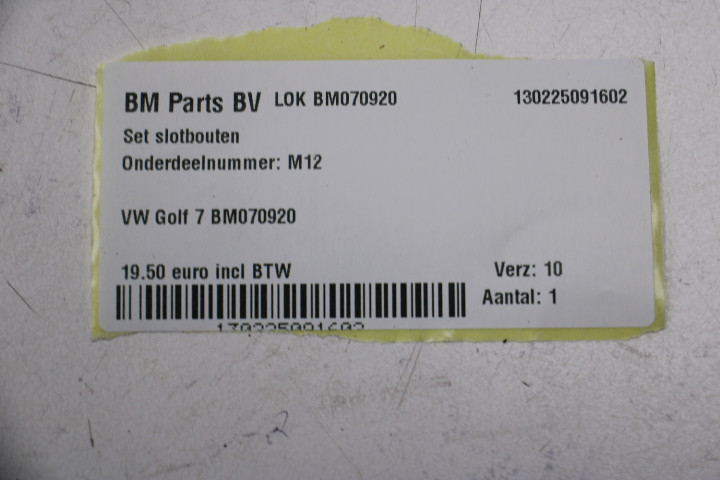 BM Parts BV LOK BM070920 130225091602
Set slotbouten
Onderdeelnummer: M12
VW Golf 7 BM070920
19.50 euro incl BTW Verz: 10
Aantal: 1
130225091602